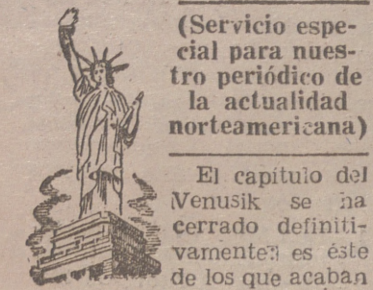 (Servicio espe-
cial para nues-
tro periódico de
la actualidad
norteamericana)
El capítulo del
Venusik se ha
cerrado definiti-
vamente: es éste
de los que acaban